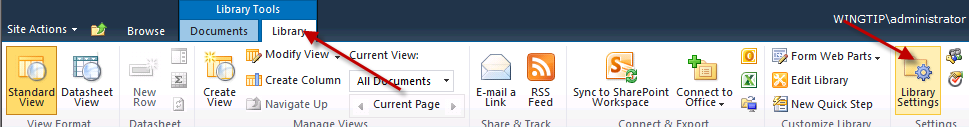 Library Tools
Site Actions Browse Documents Library WINGTIP\administrator
Standard View
Datasheet View
New Row
Create View
Modify View
Create Column
Navigate Up
Current View:
All Documents
Current Page
E-mail a Link
RSS Feed
Sync to SharePoint Workspace
Connect to Office
Form Web Parts
Edit Library
New Quick Step
Library Settings
View Format Datasheet Manage Views Share & Track Connect & Export Customize Library Settings